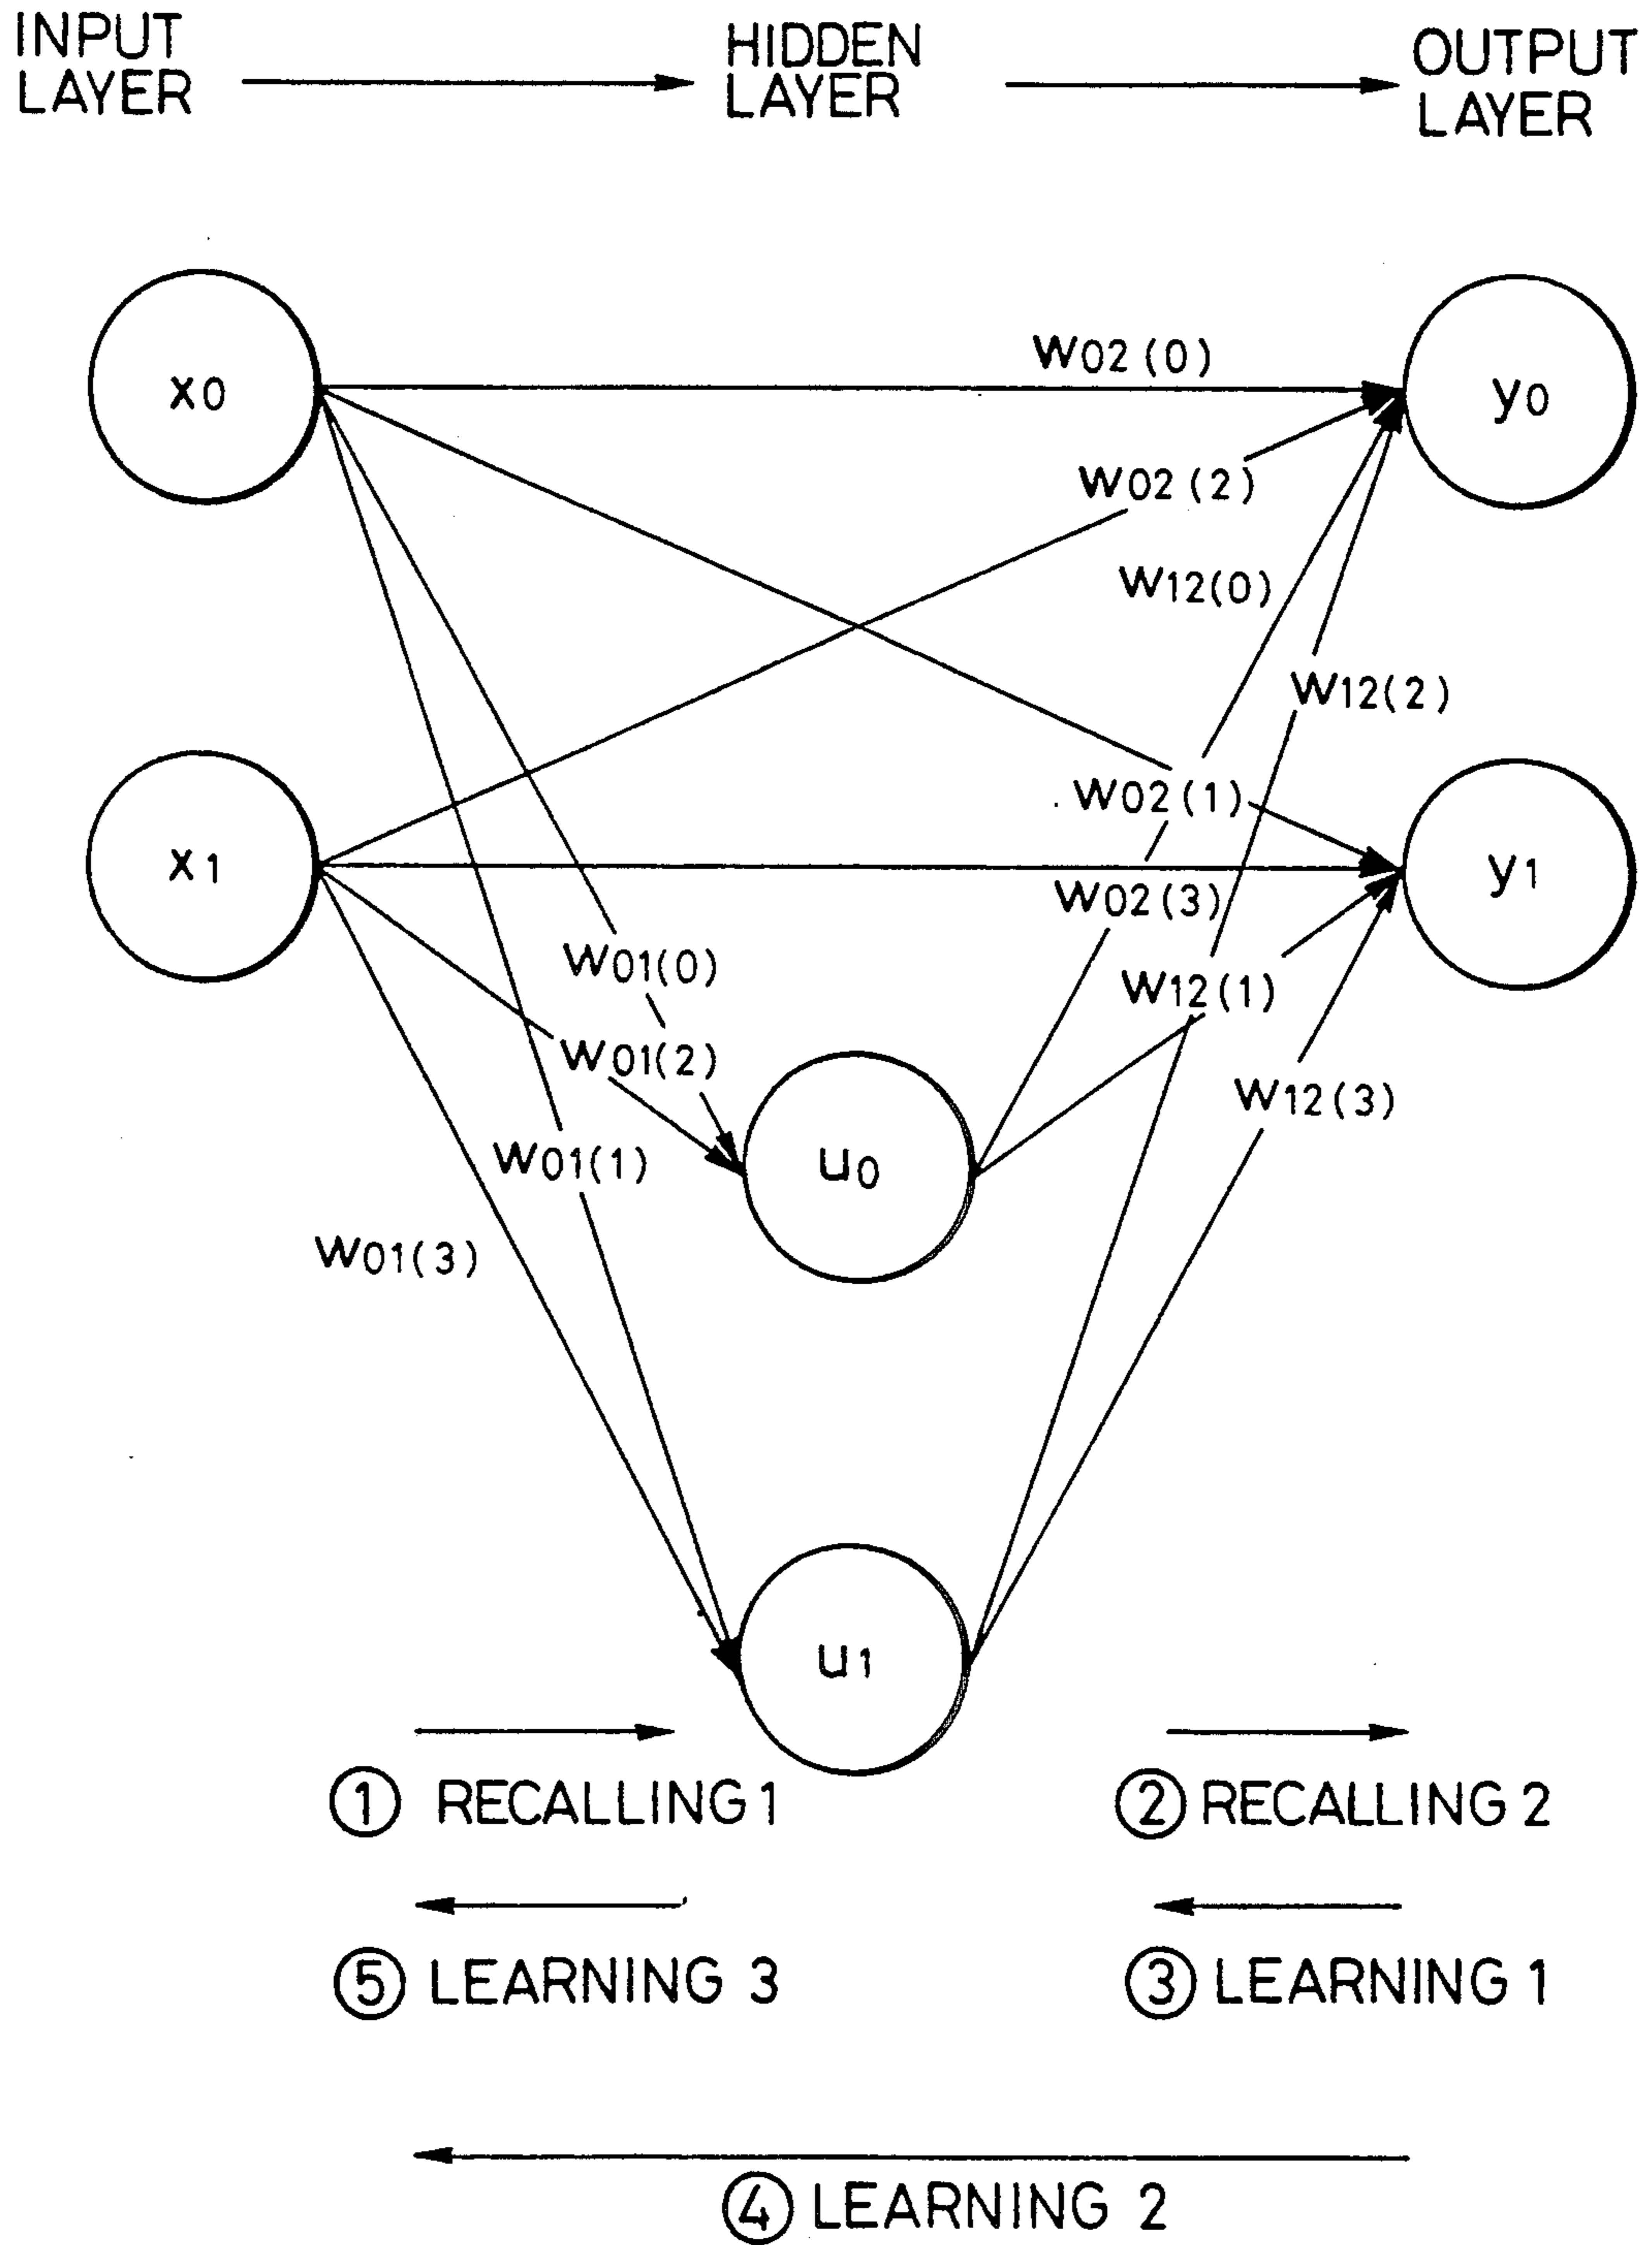 INPUT
LAYER
HIDDEN
LAYER
OUTPUT
LAYER
x0
W02(0)
y0
W02(2)
W12(0)
W12(2)
W02(1)
x1
y1
W02(3)
W01(0)
W12(1)
W01(2)
W12(3)
W01(1)
u0
W01(3)
u1
① RECALLING 1
② RECALLING 2
⑤ LEARNING 3
③ LEARNING 1
④ LEARNING 2